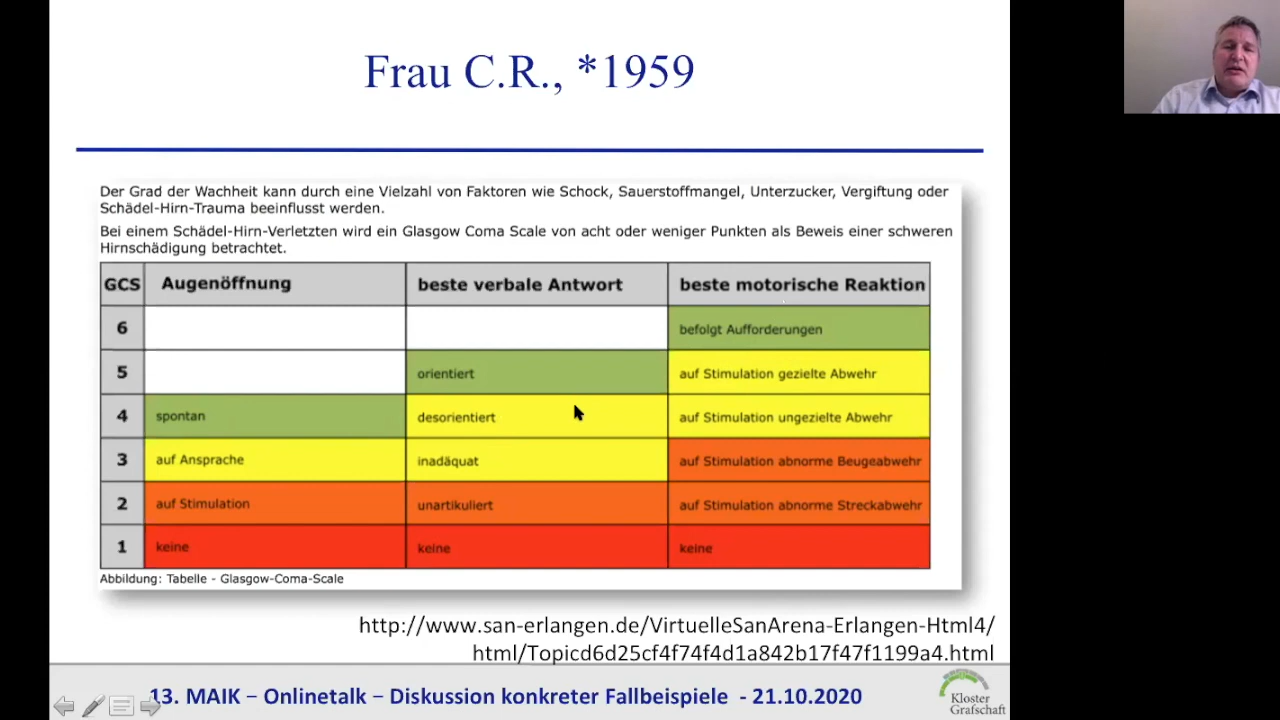 Frau C.R., *1959
Der Grad der Wachheit kann durch eine Vielzahl von Faktoren wie Schock, Sauerstoffmangel, Unterzucker, Vergiftung oder
Schädel-Hirn-Trauma beeinflusst werden.
Bei einem Schädel-Hirn-Verletzten wird ein Glasgow Coma Scale von acht oder weniger Punkten als Beweis einer schweren
Hirnschädigung betrachtet.
GCS Augenöffnung beste verbale Antwort beste motorische Reaktion
6 befolgt Aufforderungen
5 orientiert auf Stimulation gezielte Abwehr
4 spontan desorientiert auf Stimulation ungezielte Abwehr
3 auf Ansprache inadäquat auf Stimulation abnorme Beugeabwehr
2 auf Stimulation unartikuliert auf Stimulation abnorme Streckabwehr
1 keine keine keine
Abbildung: Tabelle - Glasgow-Coma-Scale
http://www.san-erlangen.de/VirtuelleSanArena-Erlangen-Html4/
html/Topicd6d25cf4f74f4d1a842b17f47f1199a4.html
13. MAIK – Onlinetalk – Diskussion konkreter Fallbeispiele - 21.10.2020
Kloster
Grafschaft